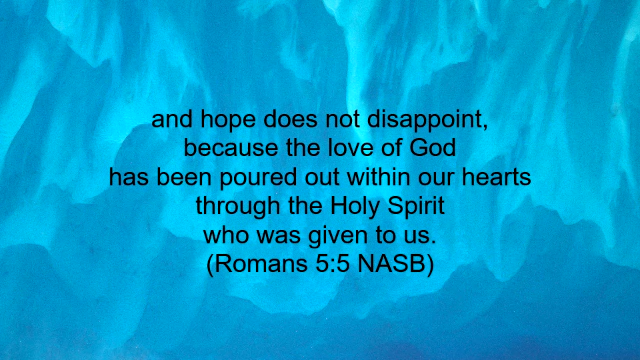 and hope does not disappoint,
because the love of God
has been poured out within our hearts
through the Holy Spirit
who was given to us.
(Romans 5:5 NASB)